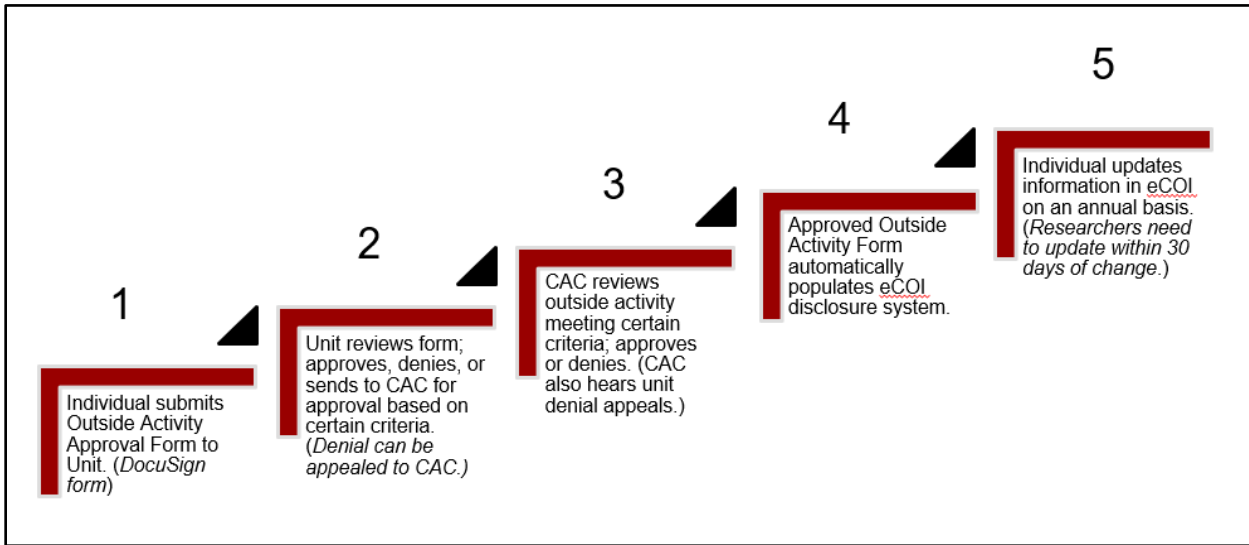 1
Individual submits
Outside Activity
Approval Form to
Unit. (DocuSign
form)
2
Unit reviews form;
approves, denies, or
sends to CAC for
approval based on
certain criteria.
(Denial can be
appealed to CAC.)
3
CAC reviews
outside activity
meeting certain
criteria; approves
or denies. (CAC
also hears unit
denial appeals.)
4
Approved Outside
Activity Form
automatically
populates eCOI
disclosure system.
5
Individual updates
information in eCOI
on an annual basis.
(Researchers need
to update within 30
days of change.)